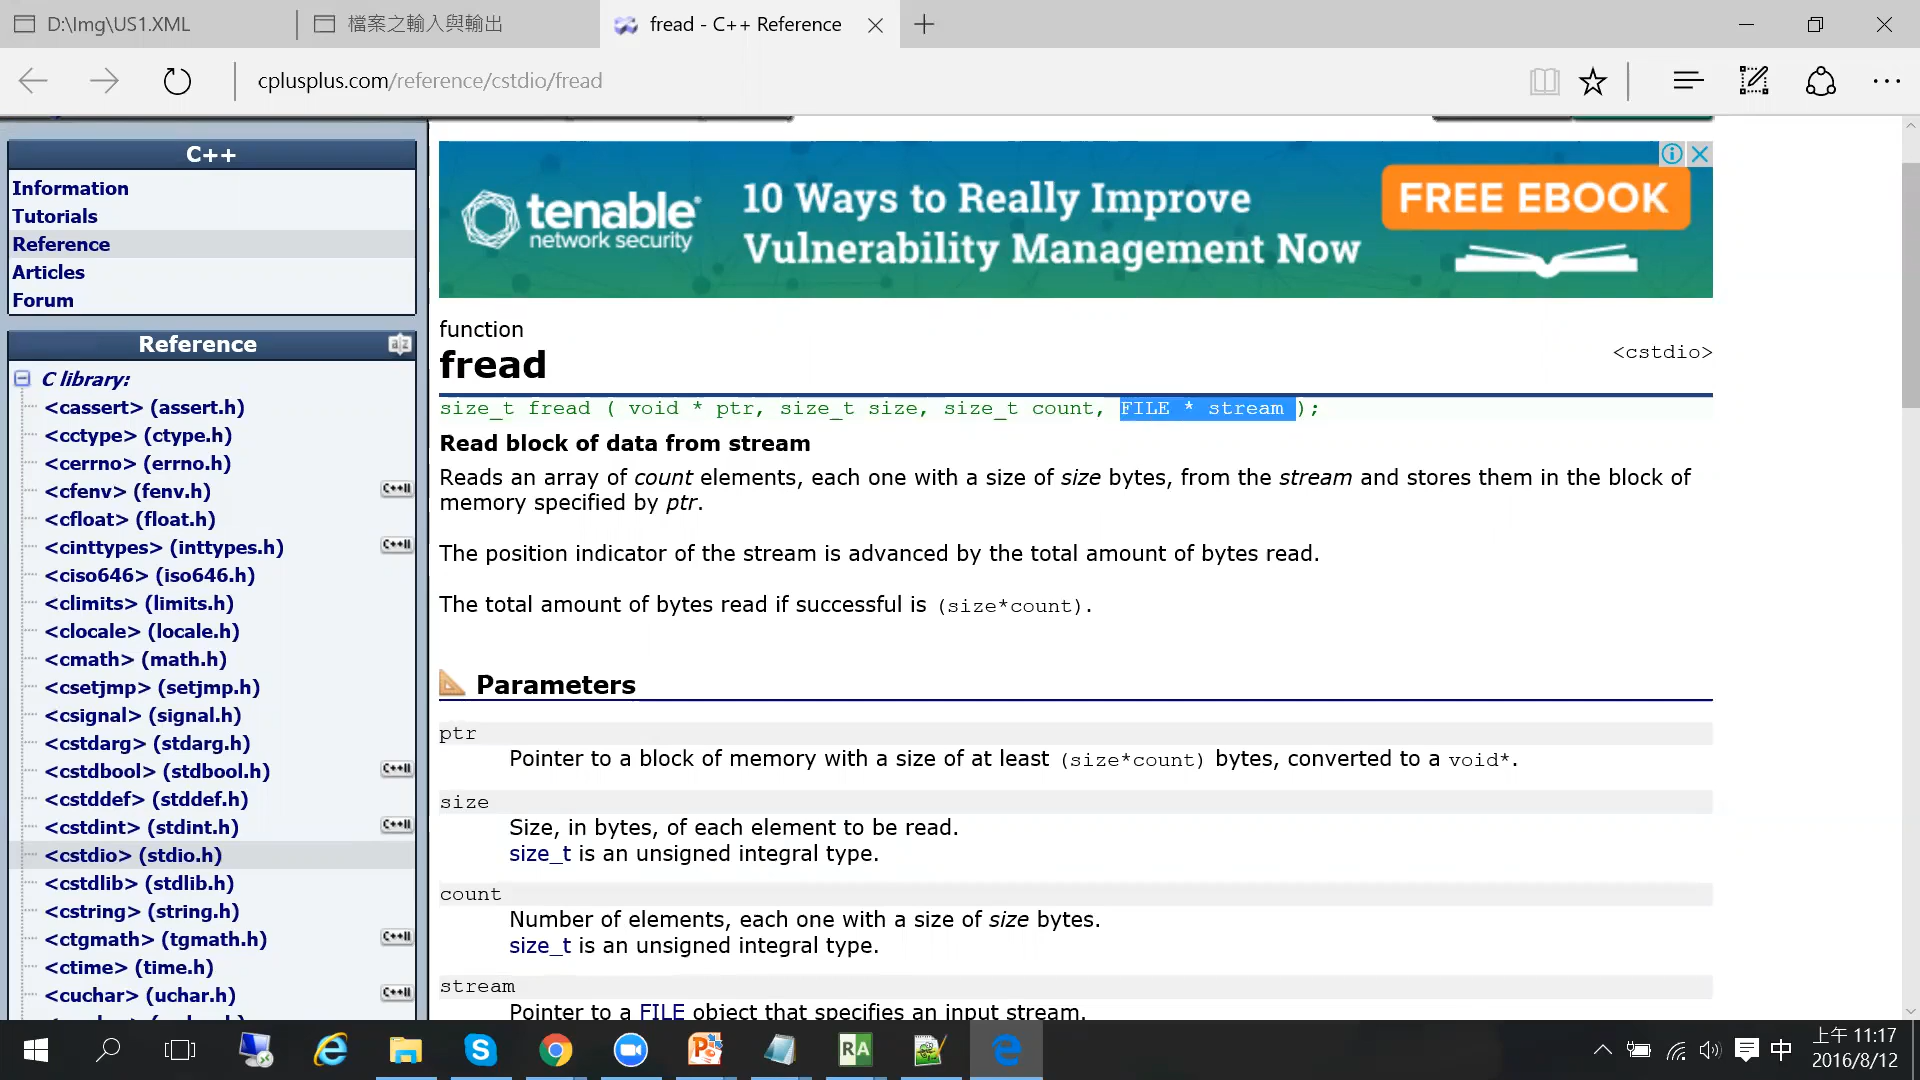 D:\Img\US1.XML
檔案之輸入與輸出
fread - C++ Reference
cplusplus.com/reference/cstdio/fread
C++
Information
Tutorials
Reference
Articles
Forum
Reference
C library:
<cassert> (assert.h)
<cctype> (ctype.h)
<cerrno> (errno.h)
<cfenv> (fenv.h)
<cfloat> (float.h)
<cinttypes> (inttypes.h)
<ciso646> (iso646.h)
<climits> (limits.h)
<clocale> (locale.h)
<cmath> (math.h)
<csetjmp> (setjmp.h)
<csignal> (signal.h)
<cstdarg> (stdarg.h)
<cstdbool> (stdbool.h)
<cstddef> (stddef.h)
<cstdint> (stdint.h)
<cstdio> (stdio.h)
<cstdlib> (stdlib.h)
<cstring> (string.h)
<ctgmath> (tgmath.h)
<ctime> (time.h)
<cuchar> (uchar.h)
tenable
network security
10 Ways to Really Improve
Vulnerability Management Now
FREE EBOOK
function
fread
<cstdio>
size_t fread ( void * ptr, size_t size, size_t count, FILE * stream );
Read block of data from stream
Reads an array of count elements, each one with a size of size bytes, from the stream and stores them in the block of
memory specified by ptr.
The position indicator of the stream is advanced by the total amount of bytes read.
The total amount of bytes read if successful is (size*count).
Parameters
ptr
Pointer to a block of memory with a size of at least (size*count) bytes, converted to a void*.
size
Size, in bytes, of each element to be read.
size_t is an unsigned integral type.
count
Number of elements, each one with a size of size bytes.
size_t is an unsigned integral type.
stream
Pointer to a FILE object that specifies an input stream.
中
上午 11:17
2016/8/12